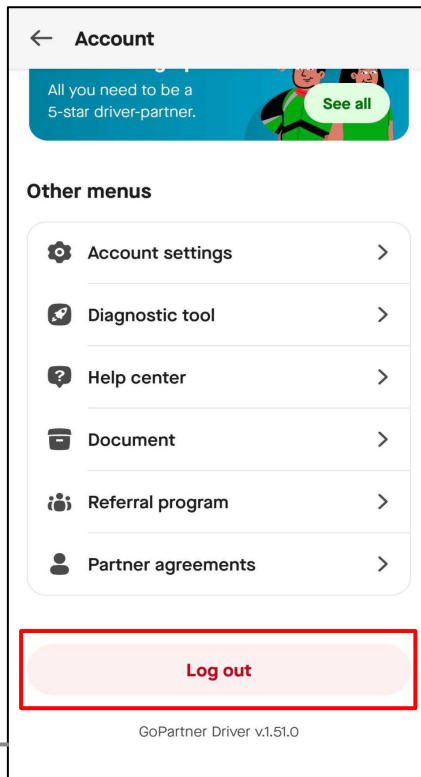 Account
All you need to be a
5-star driver-partner.
See all
Other menus
Account settings
Diagnostic tool
Help center
Document
Referral program
Partner agreements
Log out
GoPartner Driver v.1.51.0